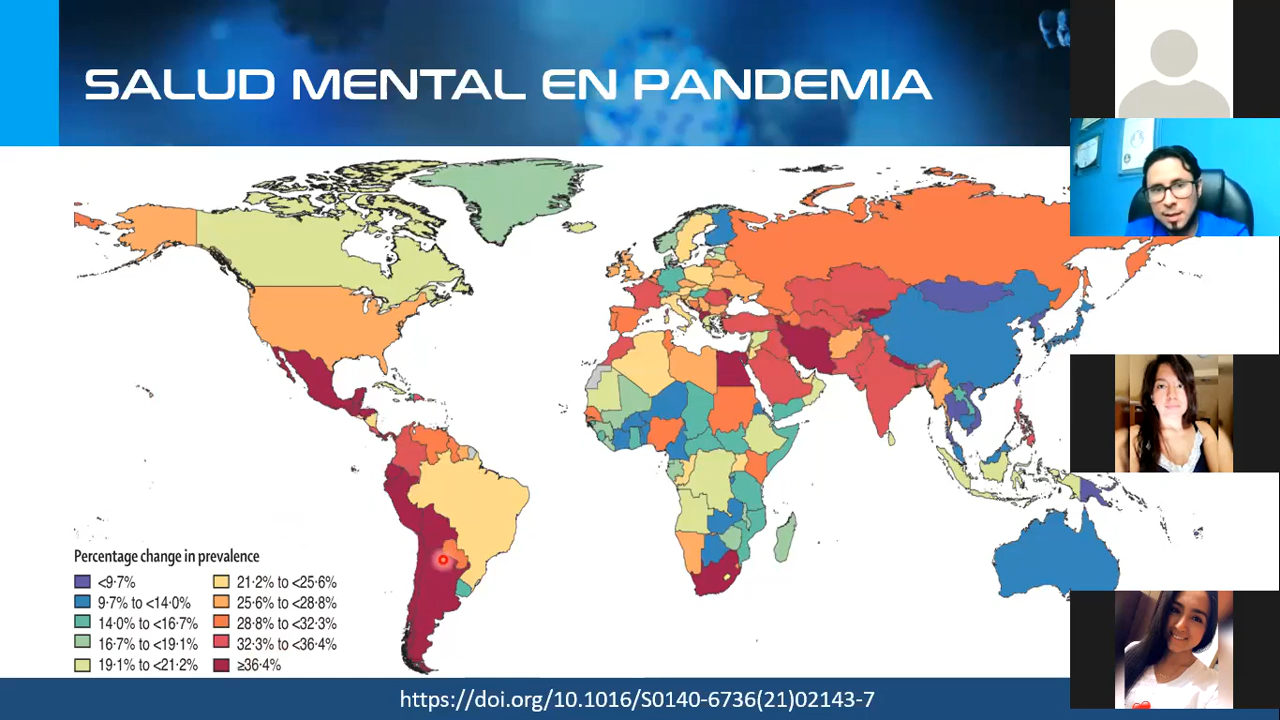 SALUD MENTAL EN PANDEMIA
Percentage change in prevalence
<9·7%
9·7% to <14·0%
14·0% to <16·7%
16·7% to <19·1%
19·1% to <21·2%
21·2% to <25·6%
25·6% to <28·8%
28·8% to <32·3%
32·3% to <36·4%
≥36·4%
https://doi.org/10.1016/S0140-6736(21)02143-7